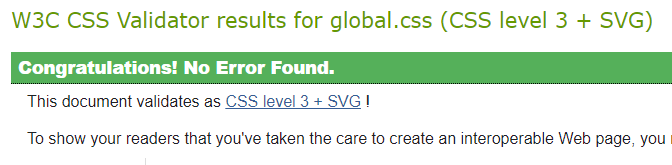 W3C CSS Validator results for global.css (CSS level 3 + SVG)
Congratulations! No Error Found.
This document validates as CSS level 3 + SVG !
To show your readers that you've taken the care to create an interoperable Web page, you